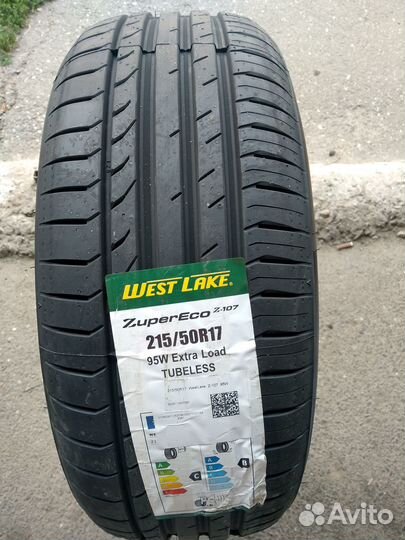 WEST LAKE
ZuperEco Z-107
215/50R17
95W Extra Load
TUBELESS
A
C
B
Avito